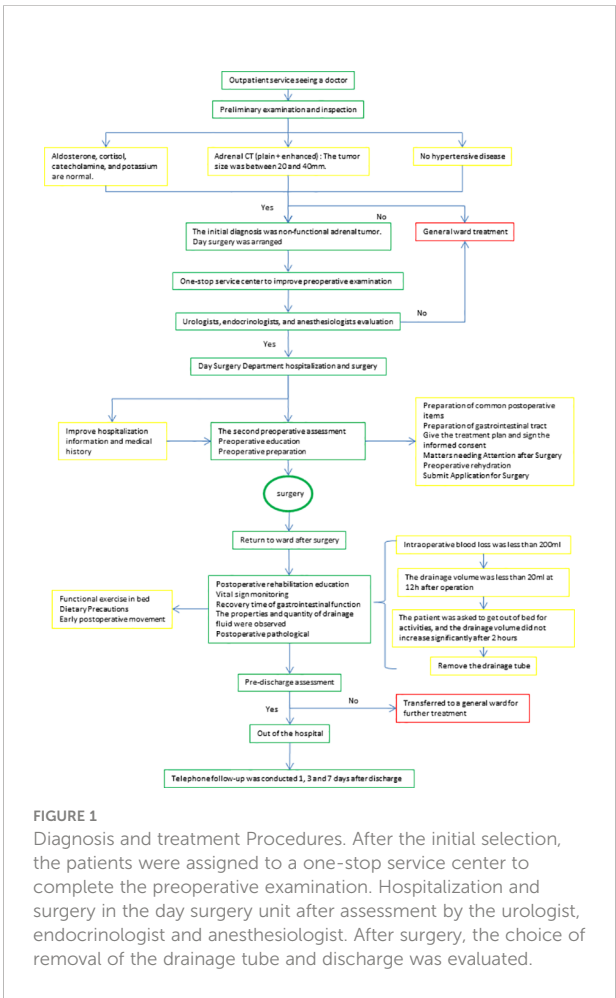 Outpatient service seeing a doctor
Preliminary examination and inspection
Aldosterone, cortisol,
catecholamine, and potassium
are normal.
Adrenal CT (plain + enhanced) : The tumor
size was between 20 and 40mm.
No hypertensive disease
Yes
No
The initial diagnosis was non-functional adrenal tumor.
Day surgery was arranged
General ward treatment
One-stop service center to improve preoperative examination
Urologists, endocrinologists, and anesthesiologists evaluation
No
Yes
Day Surgery Department hospitalization and surgery
Improve hospitalization
information and medical
history
The second preoperative assessment
Preoperative education
Preoperative preparation
Preparation of common postoperative
items
Preparation of gastrointestinal tract
Give the treatment plan and sign the
informed consent
Matters needing Attention after Surgery
Preoperative rehydration
Submit Application for Surgery
surgery
Return to ward after surgery
Postoperative rehabilitation education
Vital sign monitoring
Recovery time of gastrointestinal function
The properties and quantity of drainage
fluid were observed
Postoperative pathological
Functional exercise in bed
Dietary Precautions
Early postoperative movement
Intraoperative blood loss was less than 200ml
The drainage volume was less than 20ml at
12h after operation
The patient was asked to get out of bed for
activities, and the drainage volume did not
increase significantly after 2 hours
Remove the drainage tube
Pre-discharge assessment
Yes
No
Transferred to a general ward for
further treatment
Out of the hospital
Telephone follow-up was conducted 1, 3 and 7 days after discharge
FIGURE 1
Diagnosis and treatment Procedures. After the initial selection,
the patients were assigned to a one-stop service center to
complete the preoperative examination. Hospitalization and
surgery in the day surgery unit after assessment by the urologist,
endocrinologist and anesthesiologist. After surgery, the choice of
removal of the drainage tube and discharge was evaluated.